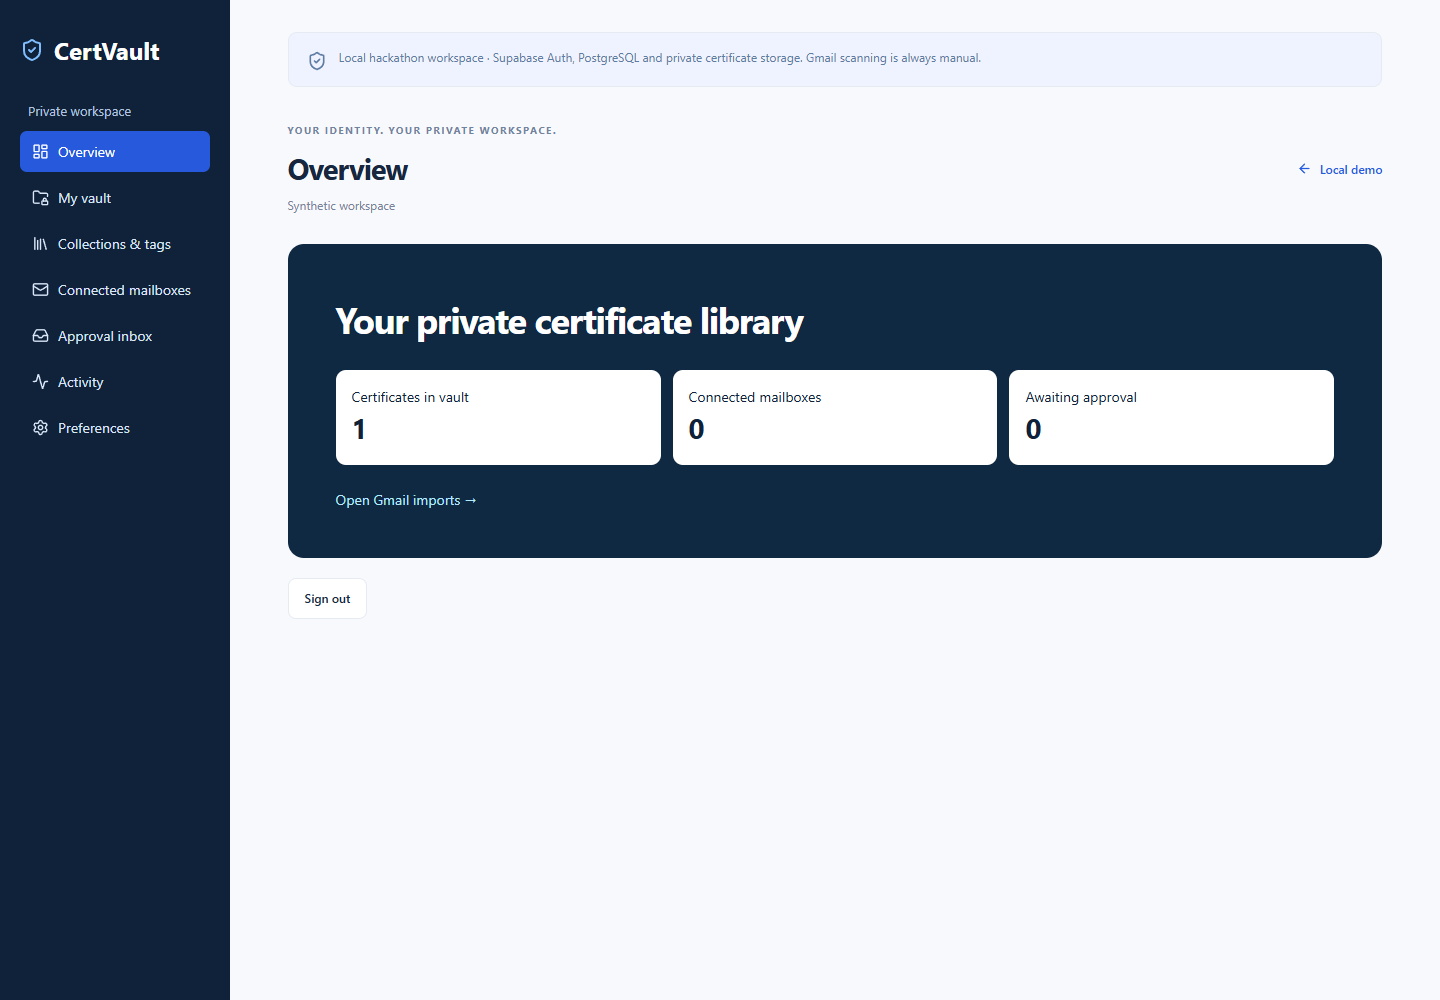 CertVault
Private workspace
Overview
My vault
Collections & tags
Connected mailboxes
Approval inbox
Activity
Preferences
Local hackathon workspace · Supabase Auth, PostgreSQL and private certificate storage. Gmail scanning is always manual.
YOUR IDENTITY. YOUR PRIVATE WORKSPACE.
Overview
← Local demo
Synthetic workspace
Your private certificate library
Certificates in vault
1
Connected mailboxes
0
Awaiting approval
0
Open Gmail imports →
Sign out